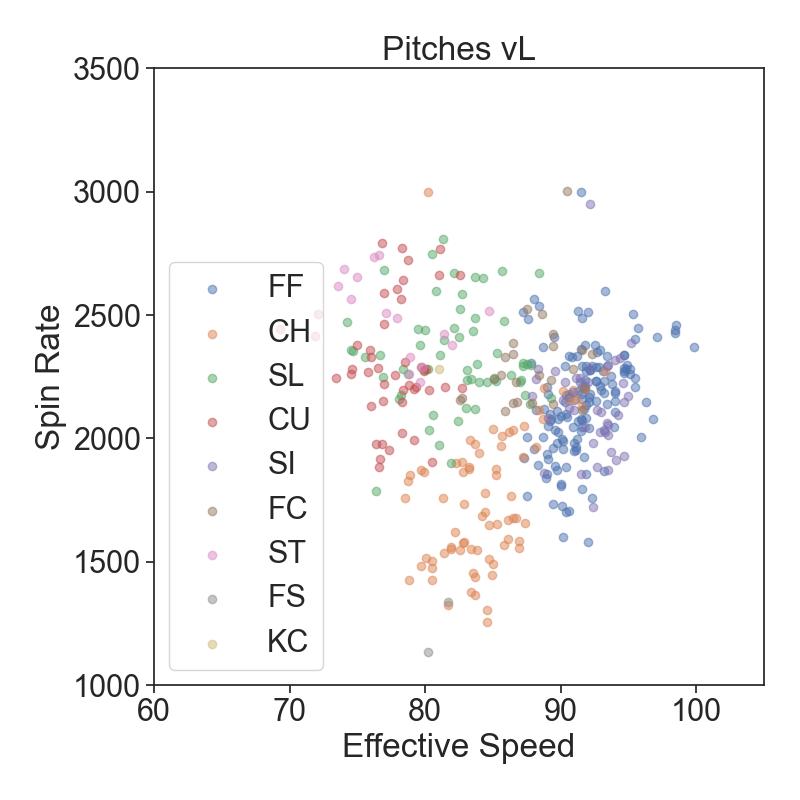 Pitches vL
3500
3000
2500
2000
1500
1000
Spin Rate
FF
CH
SL
CU
SI
FC
ST
FS
KC
60 70 80 90 100
Effective Speed